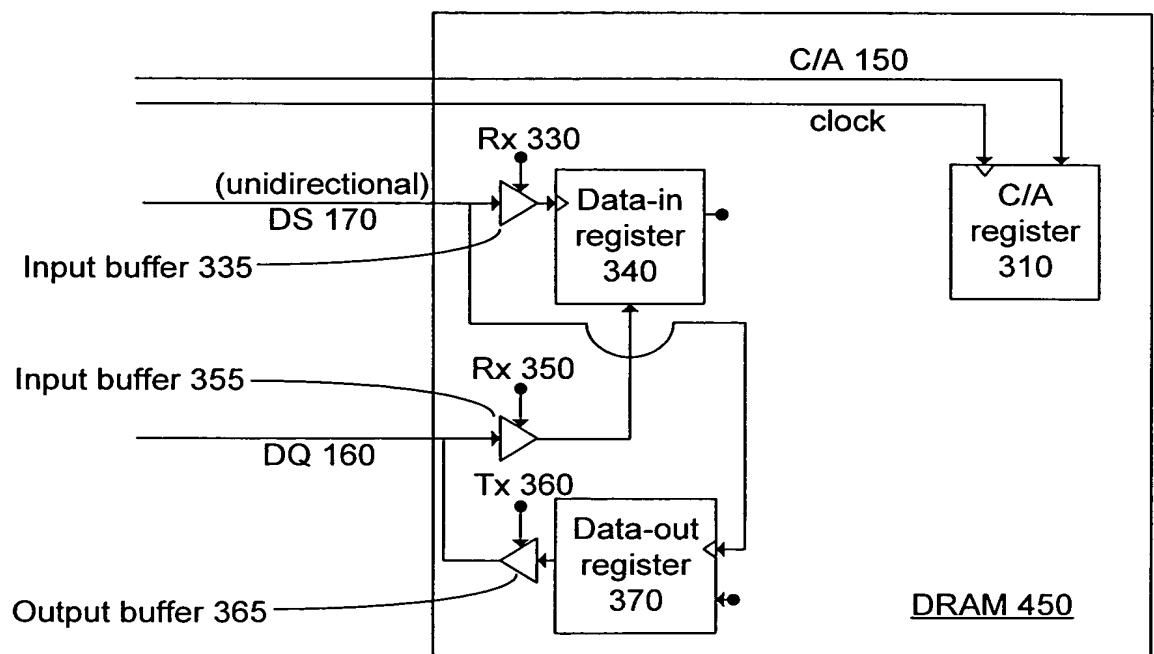 C/A 150
clock
Rx 330
(unidirectional)
DS 170
Data-in
register
340
C/A
register
310
Input buffer 335
Input buffer 355
Rx 350
DQ 160
Tx 360
Data-out
register
370
Output buffer 365
DRAM 450